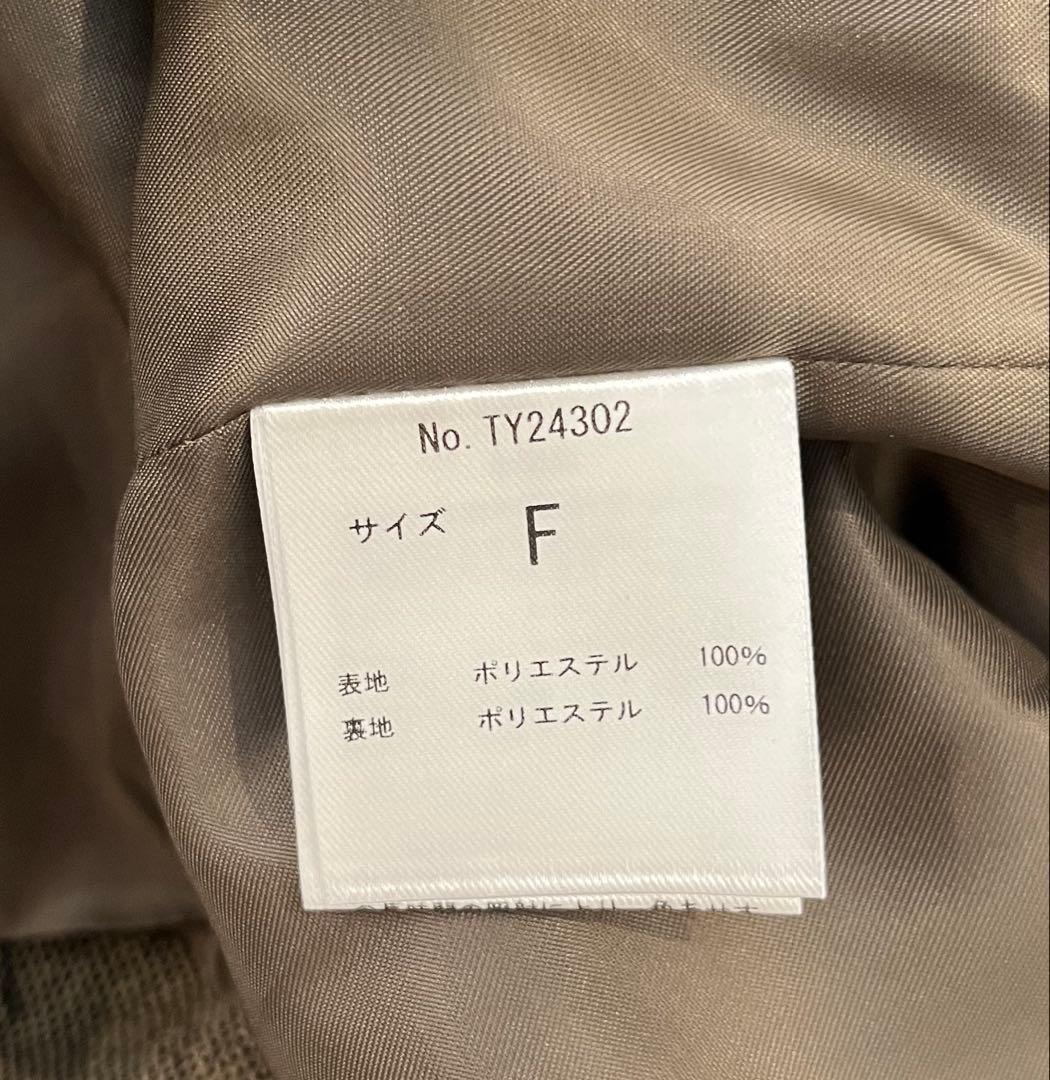 No. TY24302
サイズ F
表地 ポリエステル 100%
裏地 ポリエステル 100%